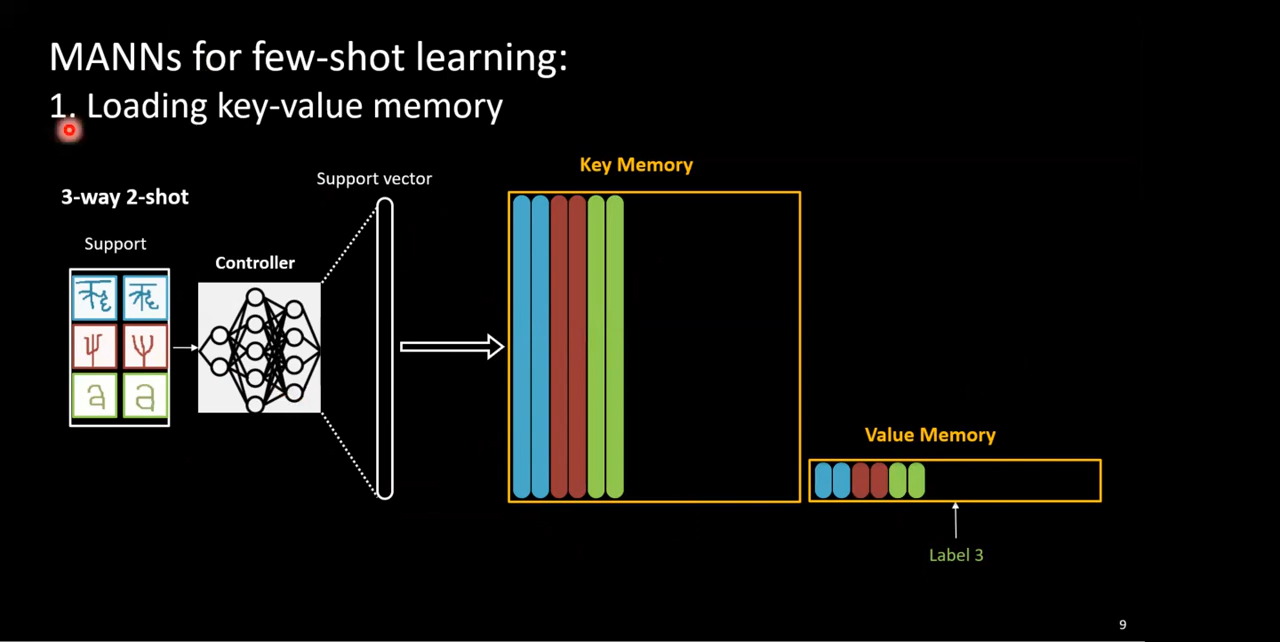 MANNs for few-shot learning:
1. Loading key-value memory
3-way 2-shot
Support
Controller
Support vector
Key Memory
Value Memory
ψ ψ
a a
Label 3
9